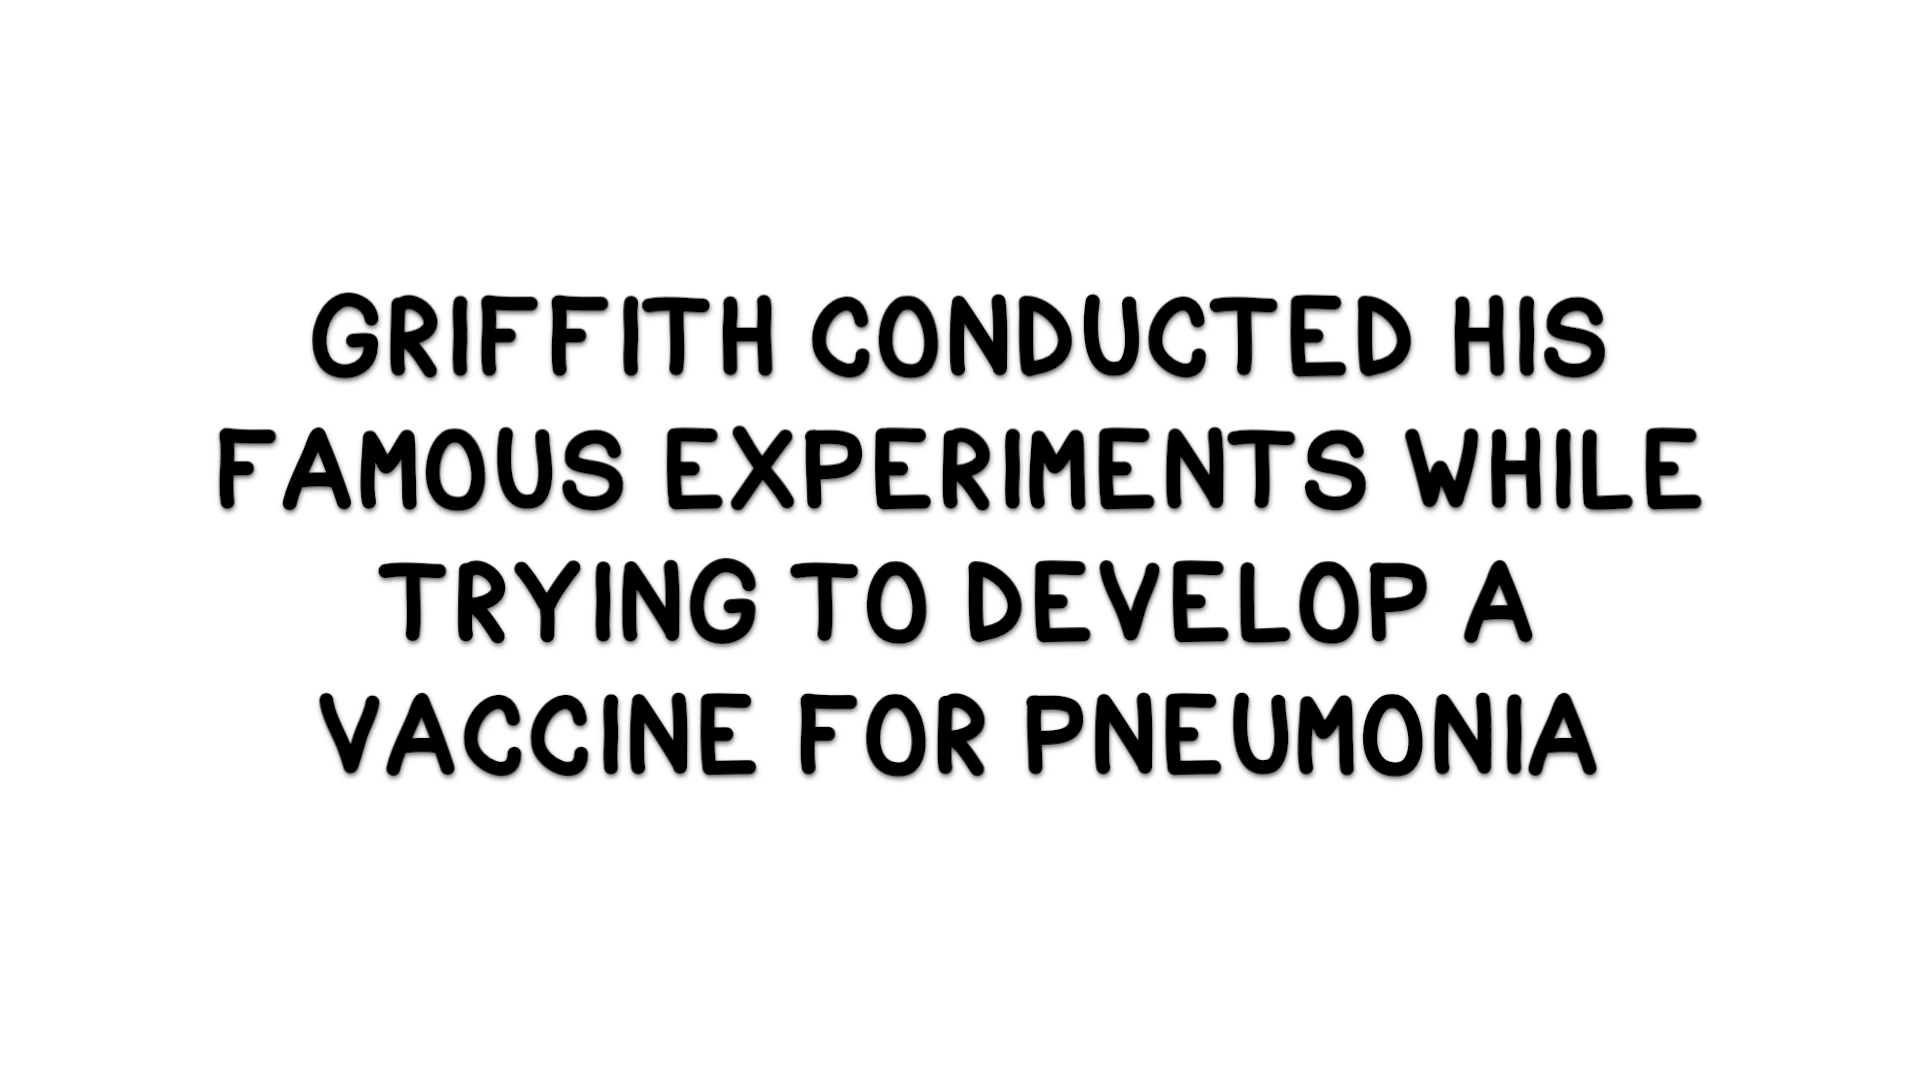 GRIFFITH CONDUCTED HIS
FAMOUS EXPERIMENTS WHILE
TRYING TO DEVELOP A
VACCINE FOR PNEUMONIA